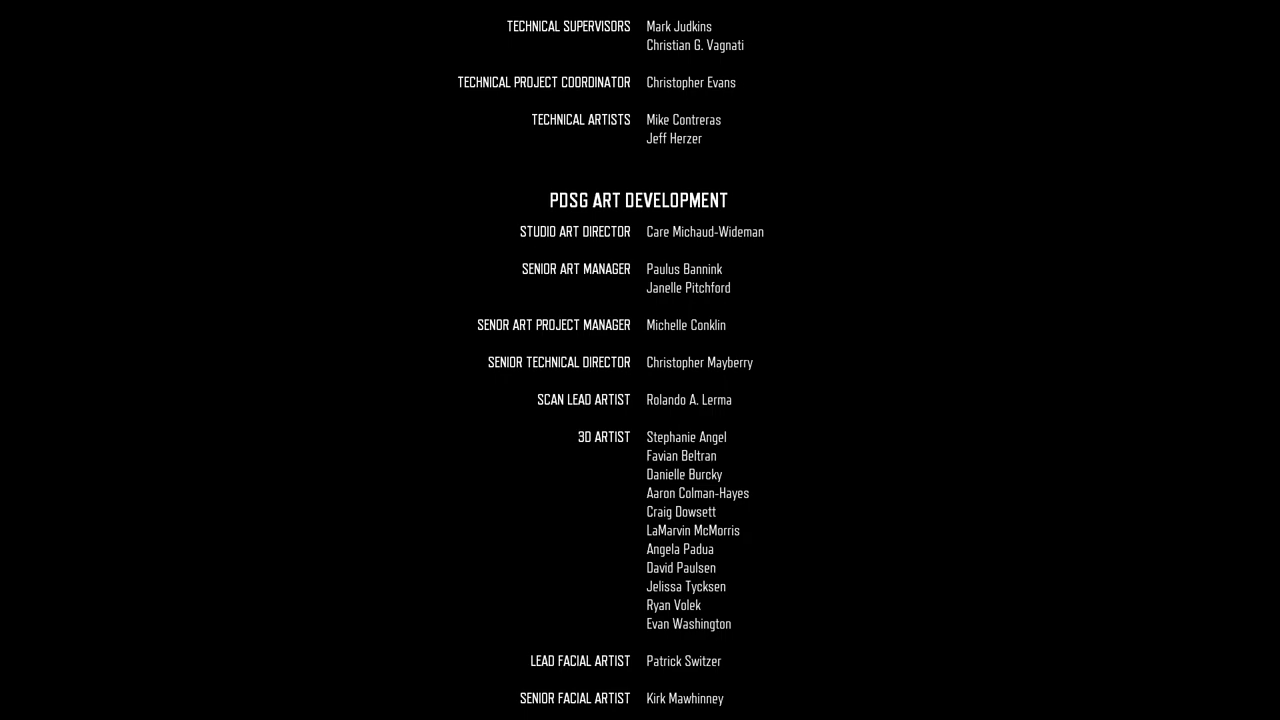 TECHNICAL SUPERVISORS Mark Judkins
Christian G. Vagnati
TECHNICAL PROJECT COORDINATOR Christopher Evans
TECHNICAL ARTISTS Mike Contreras
Jeff Herzer
PDSG ART DEVELOPMENT
STUDIO ART DIRECTOR Care Michaud-Wideman
SENIOR ART MANAGER Paulus Bannink
Janelle Pitchford
SENOR ART PROJECT MANAGER Michelle Conklin
SENIOR TECHNICAL DIRECTOR Christopher Mayberry
SCAN LEAD ARTIST Rolando A. Lerma
3D ARTIST Stephanie Angel
Favian Beltran
Danielle Burcky
Aaron Colman-Hayes
Craig Dowsett
LaMarvin McMorris
Angela Padua
David Paulsen
Jelissa Tycksen
Ryan Volek
Evan Washington
LEAD FACIAL ARTIST Patrick Switzer
SENIOR FACIAL ARTIST Kirk Mawhinney